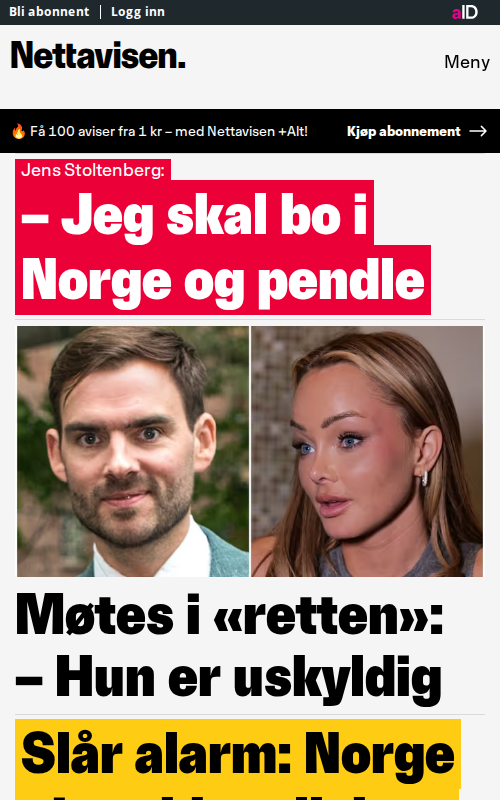 Bli abonnent | Logg inn
aID
Nettavisen.
Meny
🔥 Få 100 aviser fra 1 kr – med Nettavisen +Alt!
Kjøp abonnement →
Jens Stoltenberg:
– Jeg skal bo i
Norge og pendle
Møtes i «retten»:
– Hun er uskyldig
Slår alarm: Norge